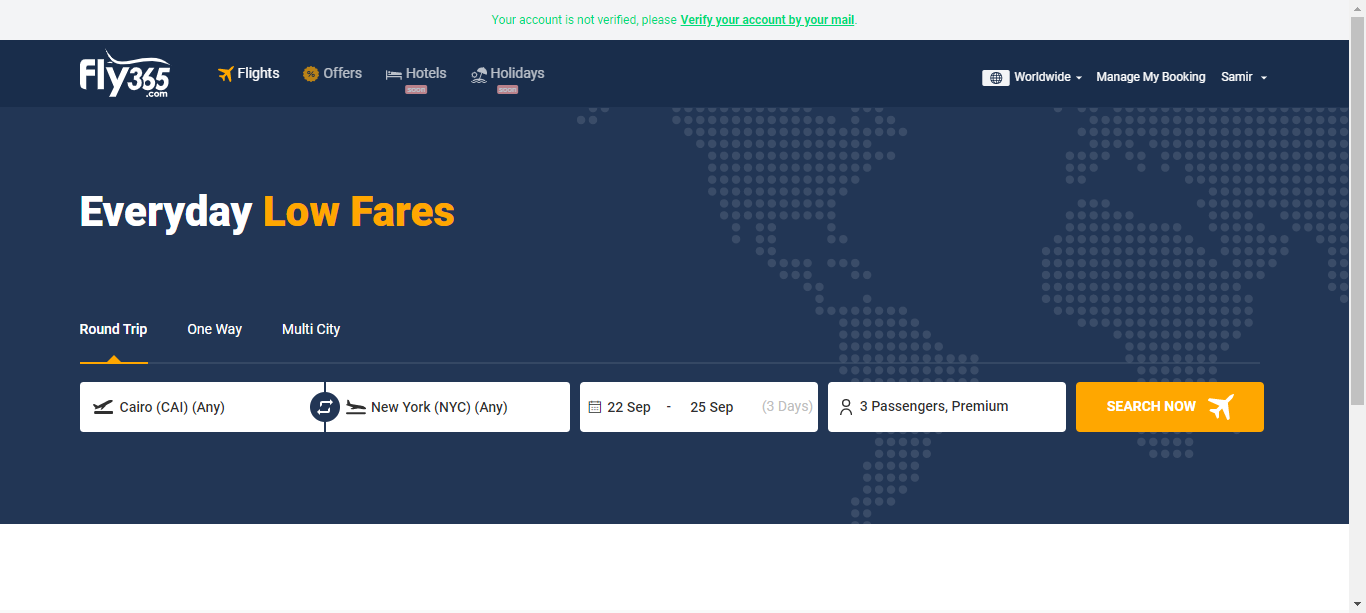 Your account is not verified, please Verify your account by your mail.
Fly365.com
Flights
Offers
Hotels
soon
Holidays
soon
Worldwide
Manage My Booking
Samir
Everyday Low Fares
Round Trip
One Way
Multi City
Cairo (CAI) (Any)
New York (NYC) (Any)
22 Sep - 25 Sep (3 Days)
3 Passengers, Premium
SEARCH NOW